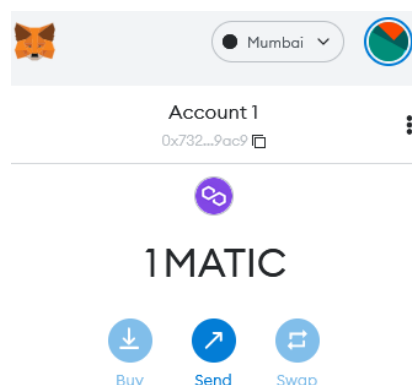 Mumbai
Account 1
0x732...9ac9
1 MATIC
Buy Send Swap